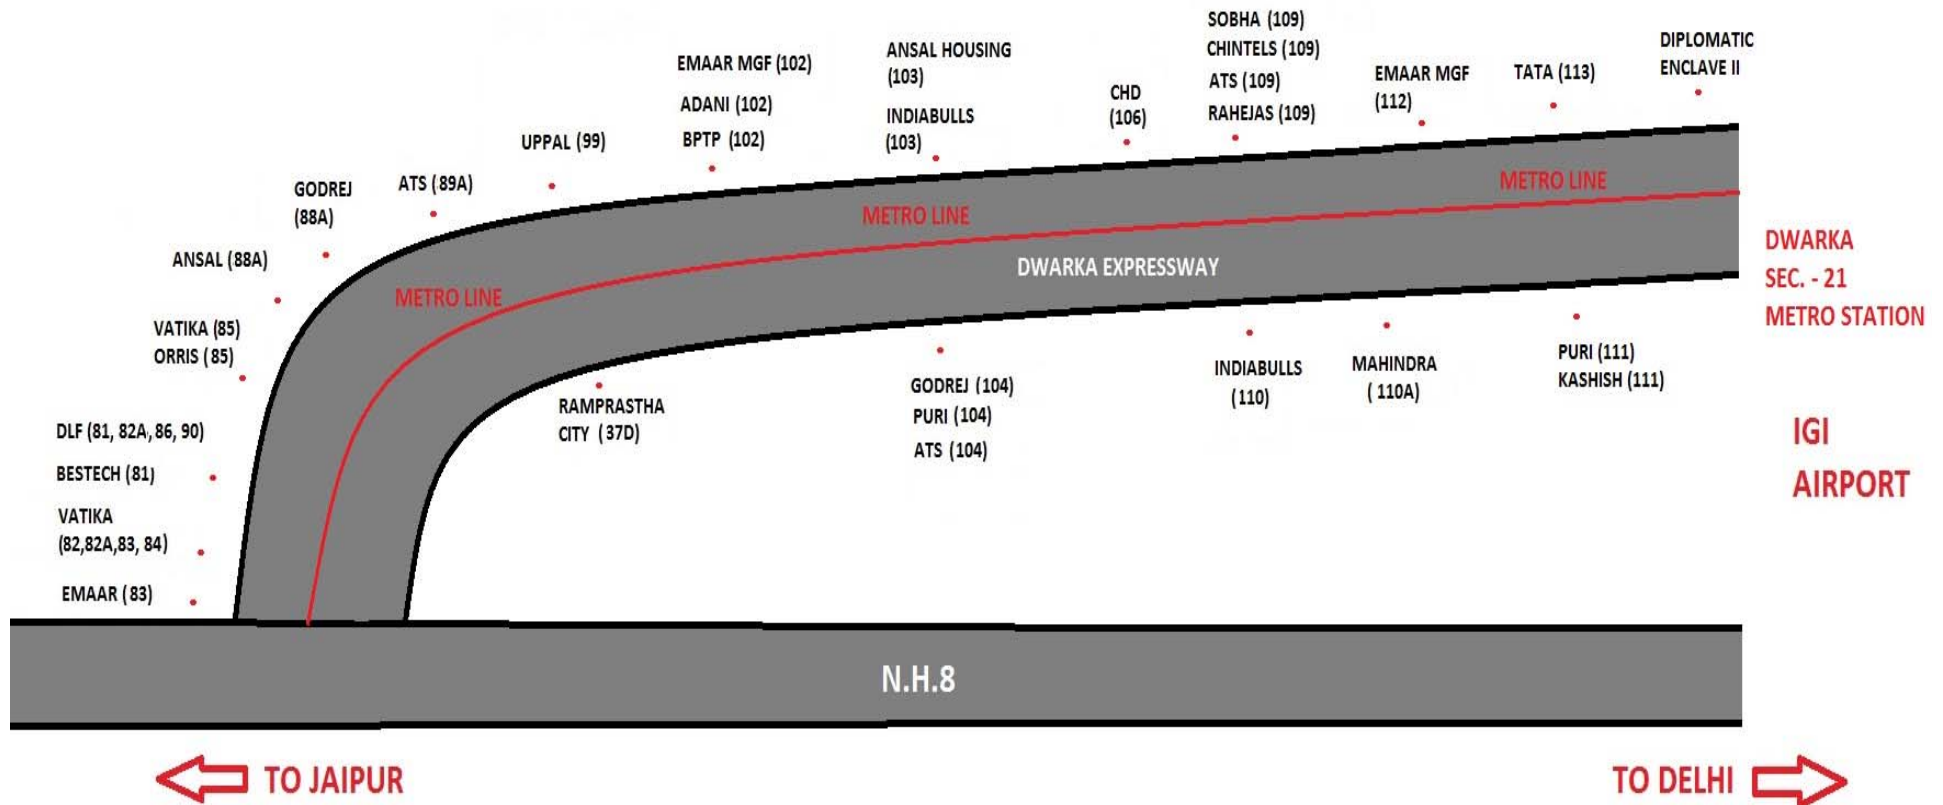 SOBHA (109)
CHINTELS (109)
ATS (109)
RAHEJAS (109)
DIPLOMATIC
ENCLAVE II
EMAAR MGF (102)
ADANI (102)
BPTP (102)
ANSAL HOUSING
(103)
INDIABULLS
(103)
CHD
(106)
EMAAR MGF
(112)
TATA (113)
UPPAL (99)
ATS (89A)
GODREJ
(88A)
ANSAL (88A)
VATIKA (85)
ORRIS (85)
DLF (81, 82A, 86, 90)
BESTECH (81)
VATIKA
(82,82A,83, 84)
EMAAR (83)
METRO LINE
METRO LINE
METRO LINE
DWARKA EXPRESSWAY
DWARKA
SEC. - 21
METRO STATION
RAMPRASTHA
CITY (37D)
GODREJ (104)
PURI (104)
ATS (104)
INDIABULLS
(110)
MAHINDRA
( 110A)
PURI (111)
KASHISH (111)
IGI
AIRPORT
N.H.8
TO JAIPUR
TO DELHI